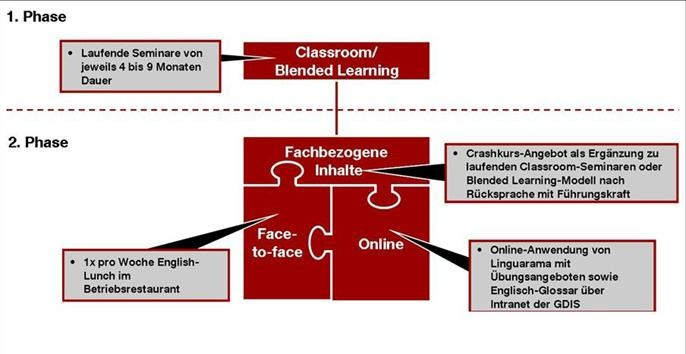 1. Phase
Laufende Seminare von
jeweils 4 bis 9 Monaten
Dauer
Classroom/
Blended Learning
2. Phase
Fachbezogene
Inhalte
Crashkurs-Angebot als Ergänzung zu
laufenden Classroom-Seminaren oder
Blended Learning-Modell nach
Rücksprache mit Führungskraft
Face-
to-face
Online
1x pro Woche English-
Lunch im
Betriebsrestaurant
Online-Anwendung von
Linguarama mit
Übungsangeboten sowie
Englisch-Glossar über
Intranet der GDIS